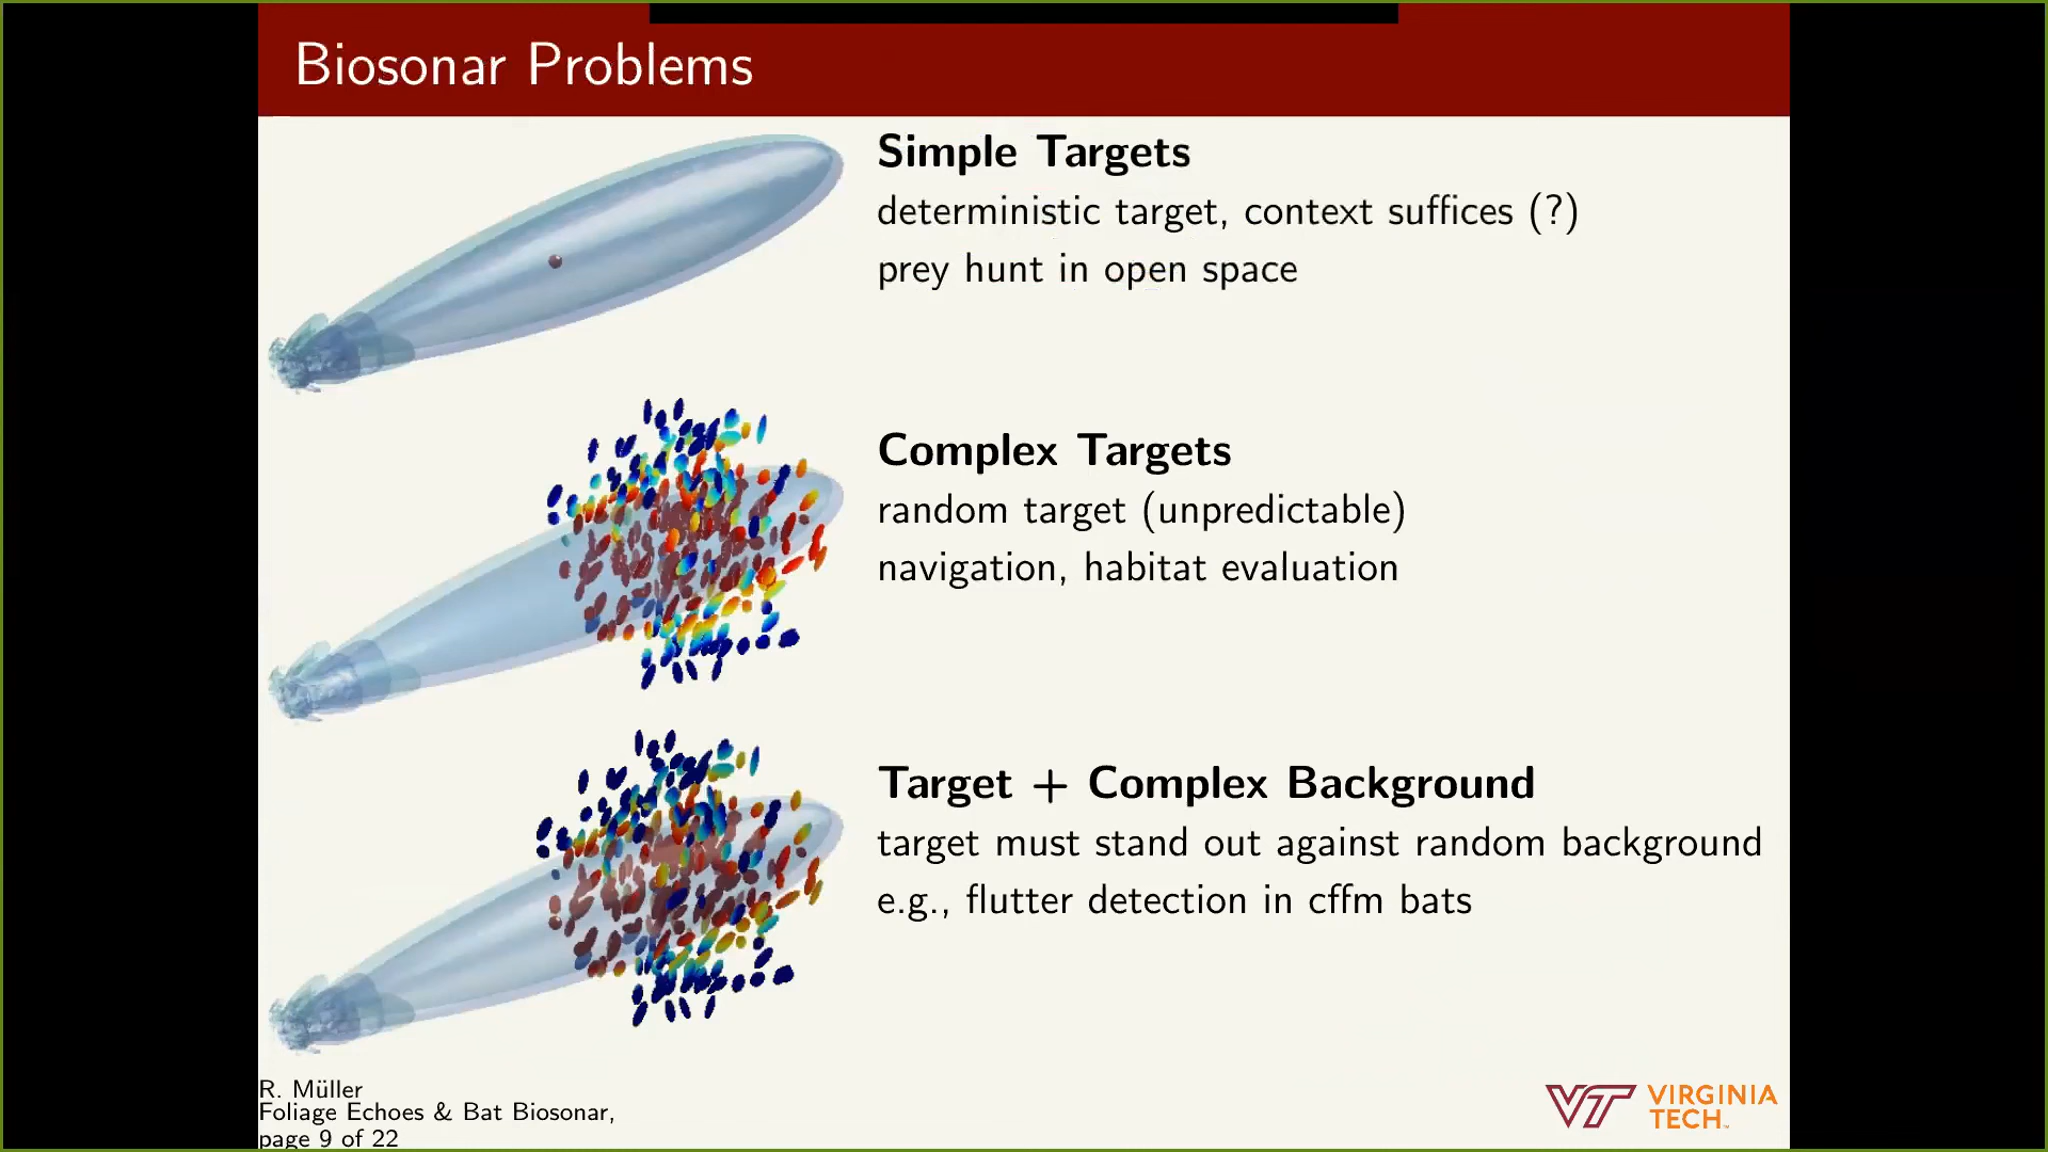 Biosonar Problems
Simple Targets
deterministic target, context suffices (?)
prey hunt in open space
Complex Targets
random target (unpredictable)
navigation, habitat evaluation
Target + Complex Background
target must stand out against random background
e.g., flutter detection in cffm bats
R. Müller
Foliage Echoes & Bat Biosonar,
page 9 of 22
VT VIRGINIA
TECH™